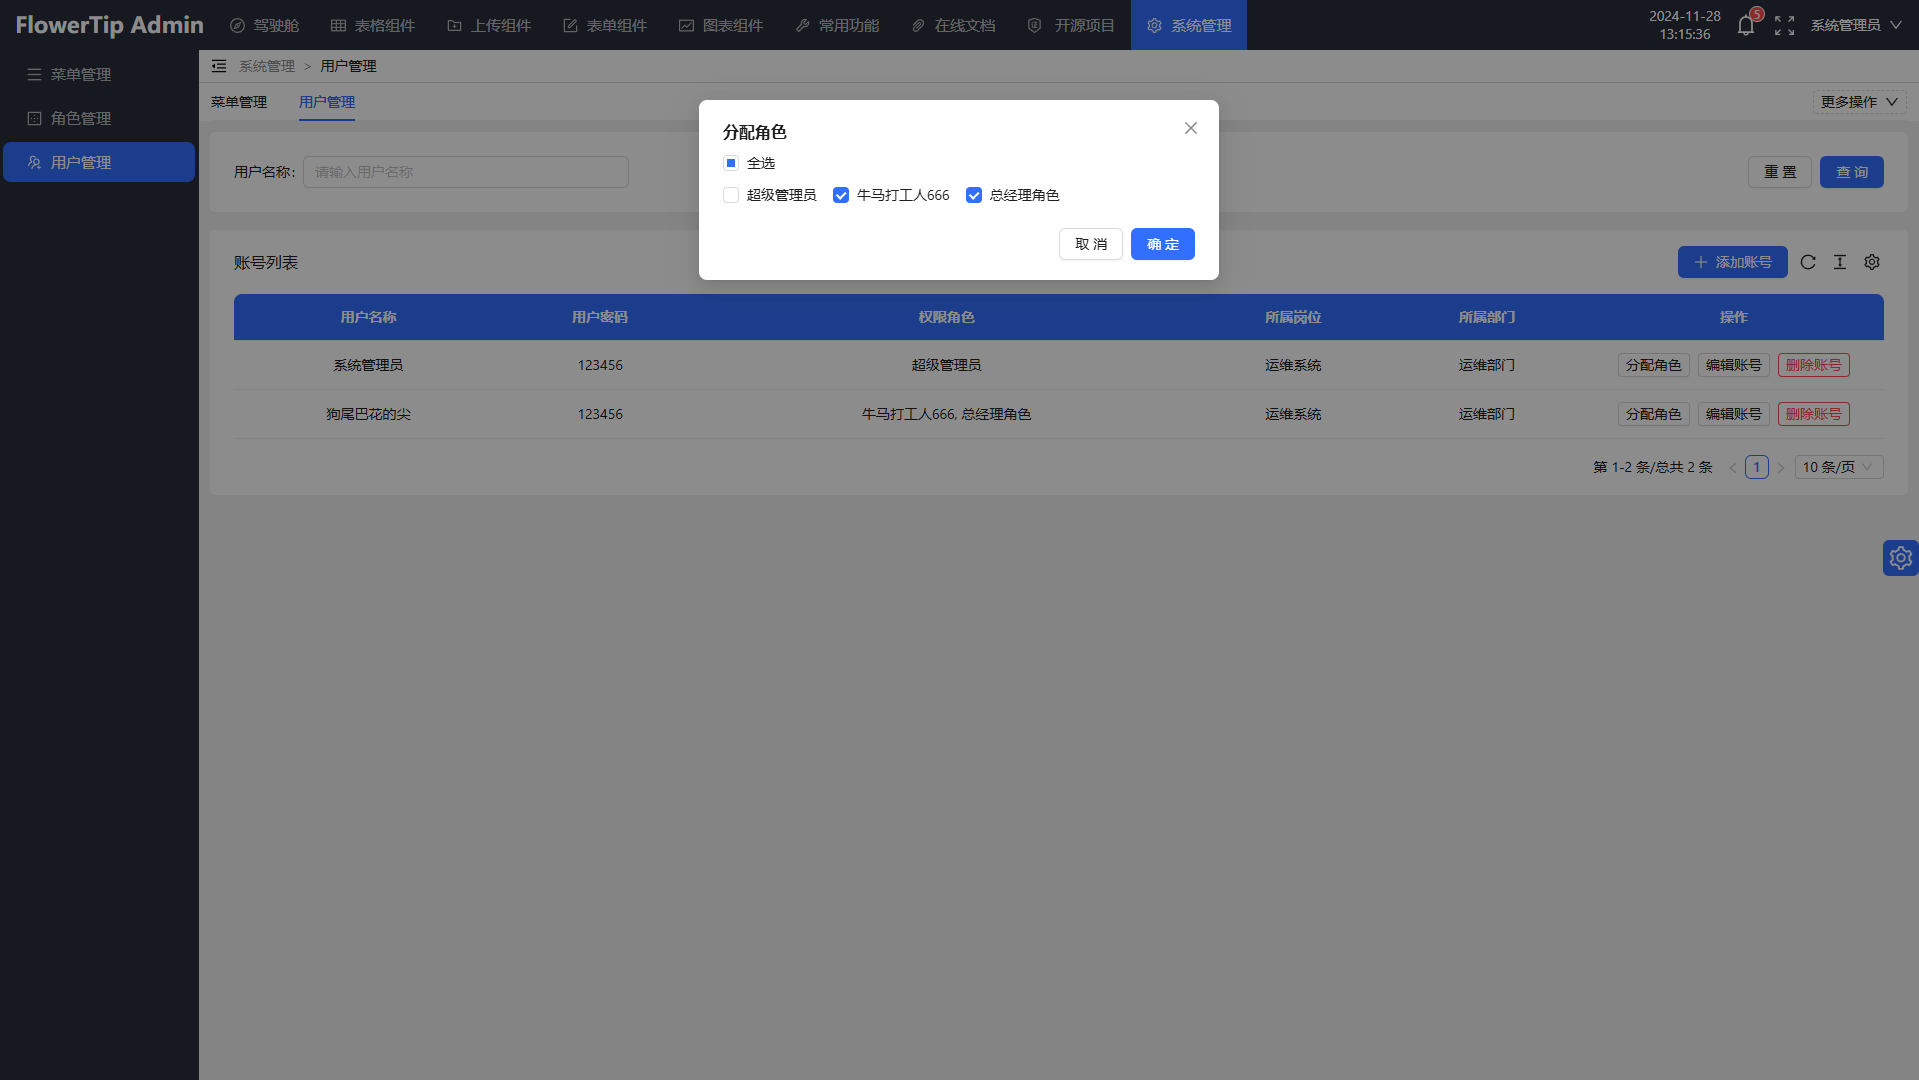 FlowerTip Admin 驾驶舱 表格组件 上传组件 表单组件 图表组件 常用功能 在线文档 开源项目 系统管理 2024-11-28 13:15:36 5 系统管理员
菜单管理
角色管理
用户管理
系统管理 > 用户管理
菜单管理 用户管理 更多操作
用户名称: 请输入用户名称 重 置 查 询
分配角色
全选
超级管理员 牛马打工人666 总经理角色
取 消 确 定
账号列表 添加账号
用户名称 用户密码 权限角色 所属岗位 所属部门 操作
系统管理员 123456 超级管理员 运维系统 运维部门 分配角色 编辑账号 删除账号
狗尾巴花的尖 123456 牛马打工人666, 总经理角色 运维系统 运维部门 分配角色 编辑账号 删除账号
第 1-2 条/总共 2 条 < 1 > 10 条/页